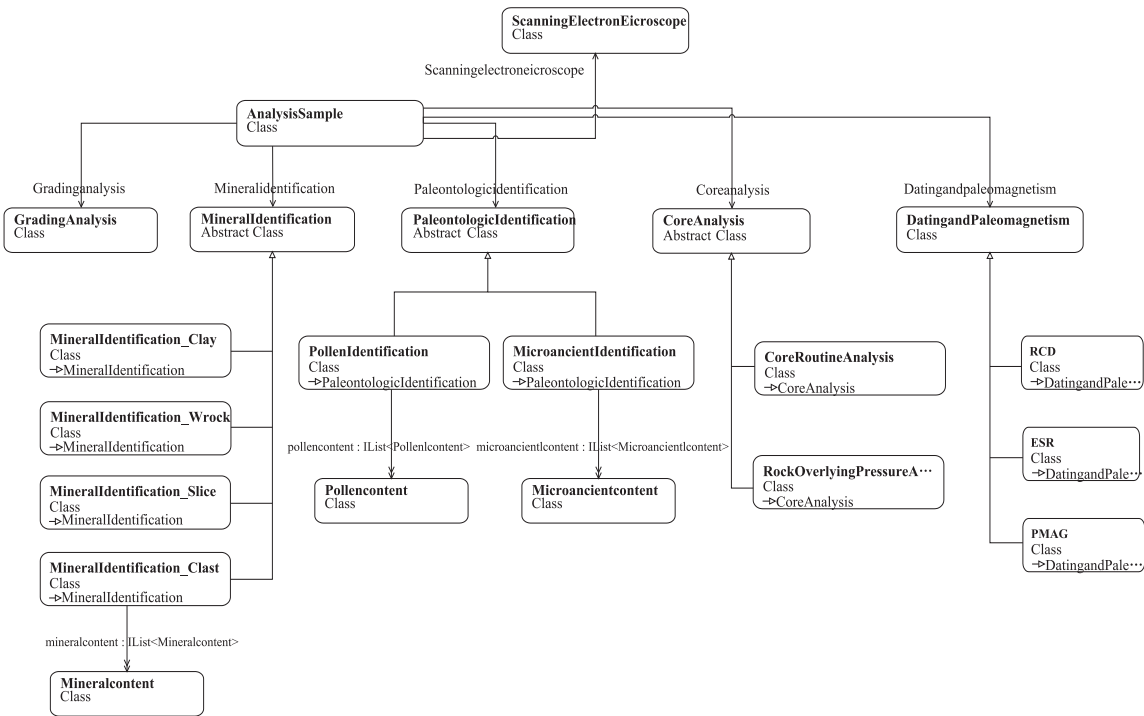 ScanningElectronEicroscope
Class
Scanningelectroneicroscope
AnalysisSample
Class
Gradinganalysis
Mineralidentification
Paleontologicidentification
Coreanalysis
Datingandpaleomagnetism
GradingAnalysis
Class
MineralIdentification
Abstract Class
PaleontologicIdentification
Abstract Class
CoreAnalysis
Abstract Class
DatingandPaleomagnetism
Class
MineralIdentification_Clay
Class
MineralIdentification
PollenIdentification
Class
PaleontologicIdentification
MicroancientIdentification
Class
PaleontologicIdentification
CoreRoutineAnalysis
Class
CoreAnalysis
RCD
Class
DatingandPale···
MineralIdentification_Wrock
Class
MineralIdentification
pollencontent : IList<Pollenlcontent>
microancientlcontent : IList<Microancientlcontent>
ESR
Class
DatingandPale···
MineralIdentification_Slice
Class
MineralIdentification
Pollencontent
Class
Microancientcontent
Class
RockOverlyingPressureA···
Class
CoreAnalysis
PMAG
Class
DatingandPale···
MineralIdentification_Clast
Class
MineralIdentification
mineralcontent : IList<Mineralcontent>
Mineralcontent
Class